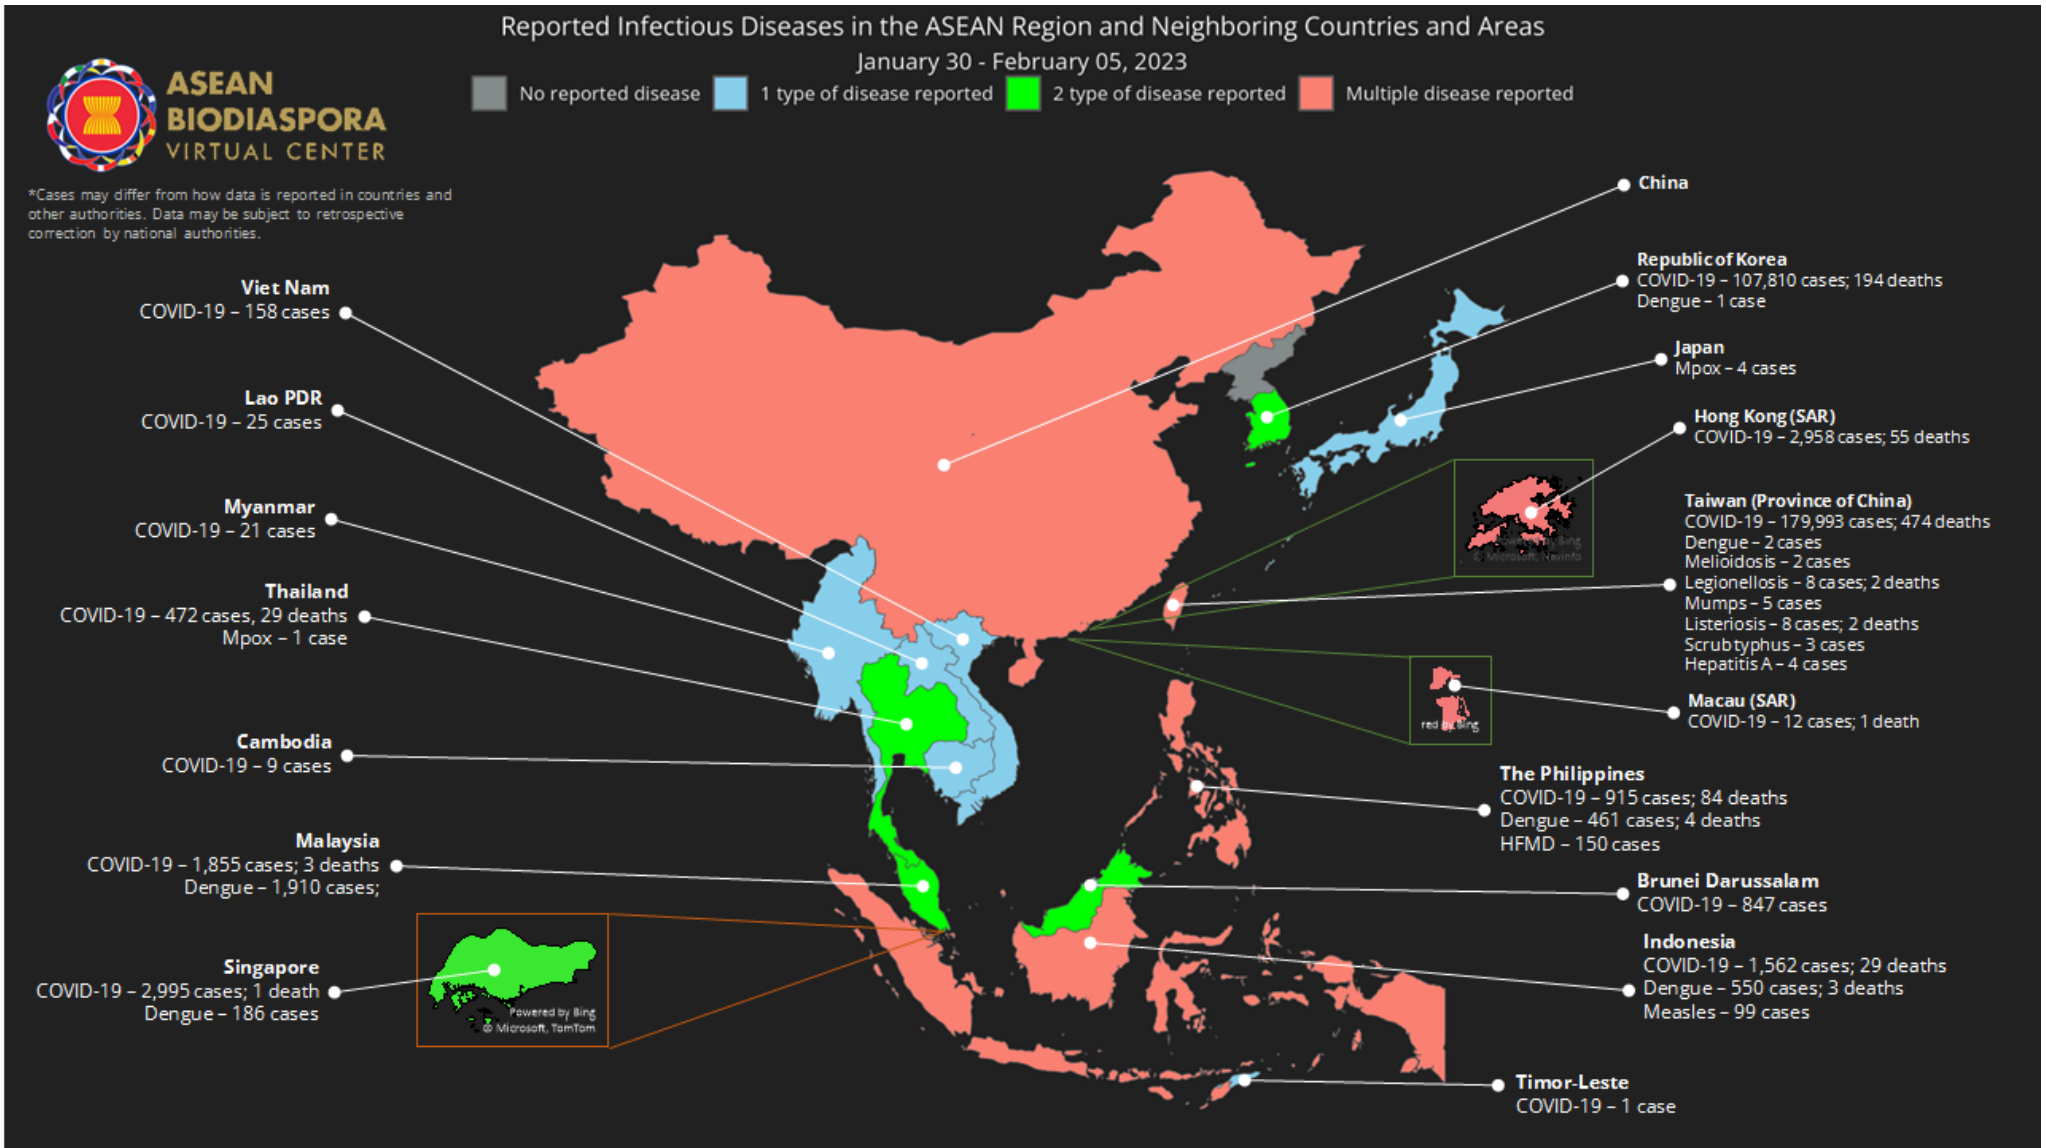 Reported Infectious Diseases in the ASEAN Region and Neighboring Countries and Areas
January 30 - February 05, 2023
No reported disease
1 type of disease reported
2 type of disease reported
Multiple disease reported
ASEAN
BIODIASPORA
VIRTUAL CENTER
*Cases may differ from how data is reported in countries and
other authorities. Data may be subject to retrospective
correction by national authorities.
Viet Nam
COVID-19 – 158 cases
Lao PDR
COVID-19 – 25 cases
Myanmar
COVID-19 – 21 cases
Thailand
COVID-19 – 472 cases, 29 deaths
Mpox – 1 case
Cambodia
COVID-19 – 9 cases
Malaysia
COVID-19 – 1,855 cases; 3 deaths
Dengue – 1,910 cases;
Singapore
COVID-19 – 2,995 cases; 1 death
Dengue – 186 cases
Powered by Bing
© Microsoft, TomTom
China
Republic of Korea
COVID-19 – 107,810 cases; 194 deaths
Dengue – 1 case
Japan
Mpox – 4 cases
Hong Kong (SAR)
COVID-19 – 2,958 cases; 55 deaths
Powered by Bing
© Microsoft, Navinfo
Taiwan (Province of China)
COVID-19 – 179,993 cases; 474 deaths
Dengue – 2 cases
Melioidosis – 2 cases
Legionellosis – 8 cases; 2 deaths
Mumps – 5 cases
Listeriosis – 8 cases; 2 deaths
Scrub typhus – 3 cases
Hepatitis A – 4 cases
Macau (SAR)
COVID-19 – 12 cases; 1 death
red by Bing
The Philippines
COVID-19 – 915 cases; 84 deaths
Dengue – 461 cases; 4 deaths
HFMD – 150 cases
Brunei Darussalam
COVID-19 – 847 cases
Indonesia
COVID-19 – 1,562 cases; 29 deaths
Dengue – 550 cases; 3 deaths
Measles – 99 cases
Timor-Leste
COVID-19 – 1 case